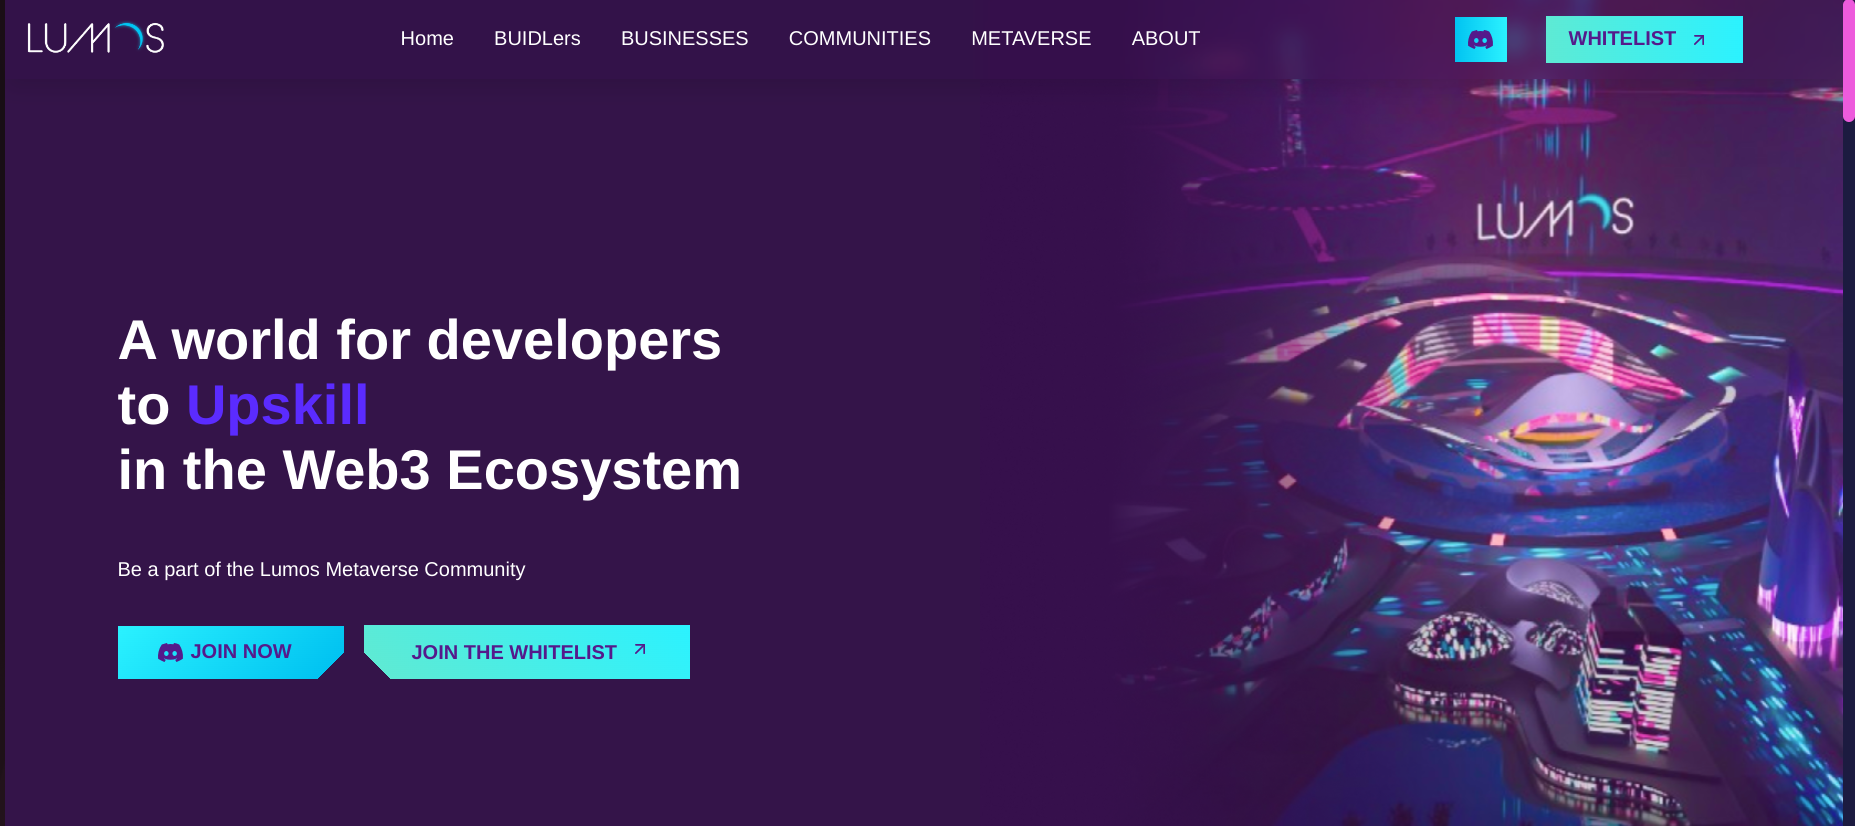 LUMOS
Home BUIDLers BUSINESSES COMMUNITIES METAVERSE ABOUT
WHITELIST
LUMOS
A world for developers
to Upskill
in the Web3 Ecosystem
Be a part of the Lumos Metaverse Community
JOIN NOW
JOIN THE WHITELIST